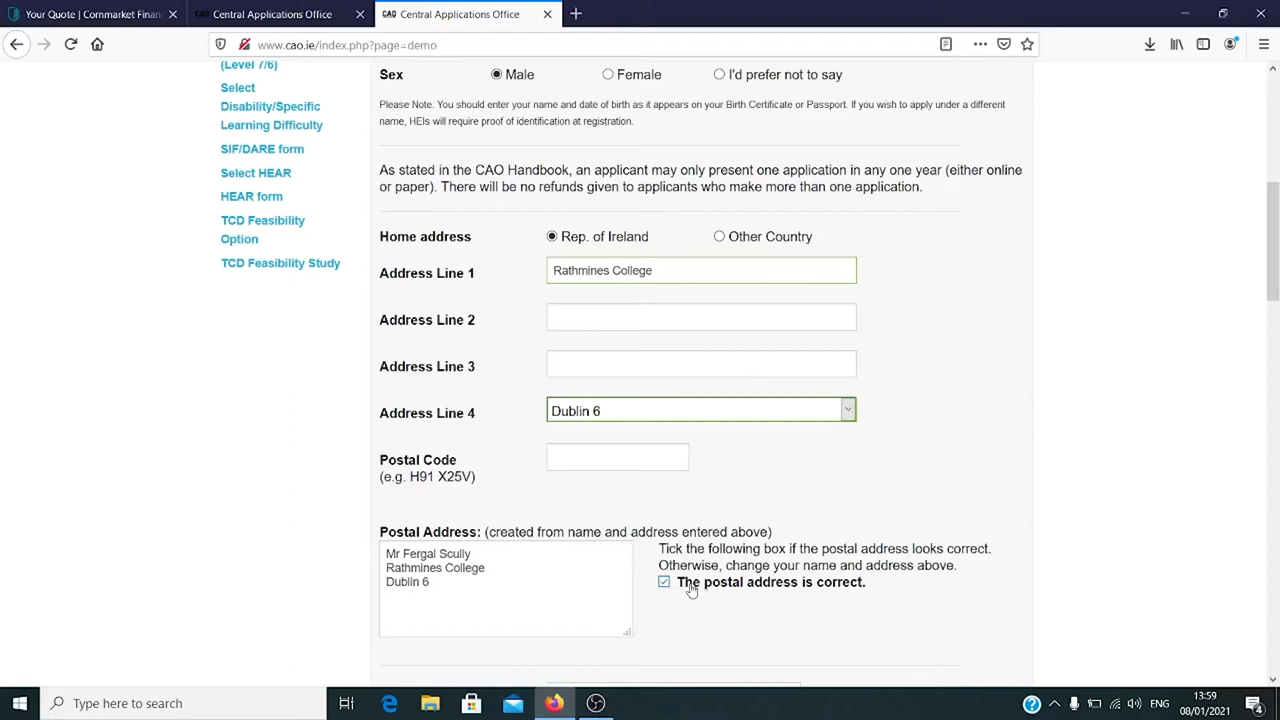 Your Quote | Cornmarket Finan
CAO Central Applications Office
CAO Central Applications Office
www.cao.ie/index.php?page=demo
(Level 7/6)
Select
Disability/Specific
Learning Difficulty
SIF/DARE form
Select HEAR
HEAR form
TCD Feasibility
Option
TCD Feasibility Study
Sex Male Female I'd prefer not to say
Please Note. You should enter your name and date of birth as it appears on your Birth Certificate or Passport. If you wish to apply under a different
name, HEIs will require proof of identification at registration.
As stated in the CAO Handbook, an applicant may only present one application in any one year (either online
or paper). There will be no refunds given to applicants who make more than one application.
Home address Rep. of Ireland Other Country
Address Line 1 Rathmines College
Address Line 2
Address Line 3
Address Line 4 Dublin 6
Postal Code
(e.g. H91 X25V)
Postal Address: (created from name and address entered above)
Mr Fergal Scully
Rathmines College
Dublin 6
Tick the following box if the postal address looks correct.
Otherwise, change your name and address above.
The postal address is correct.
Type here to search
ENG
13:59
08/01/2021
4